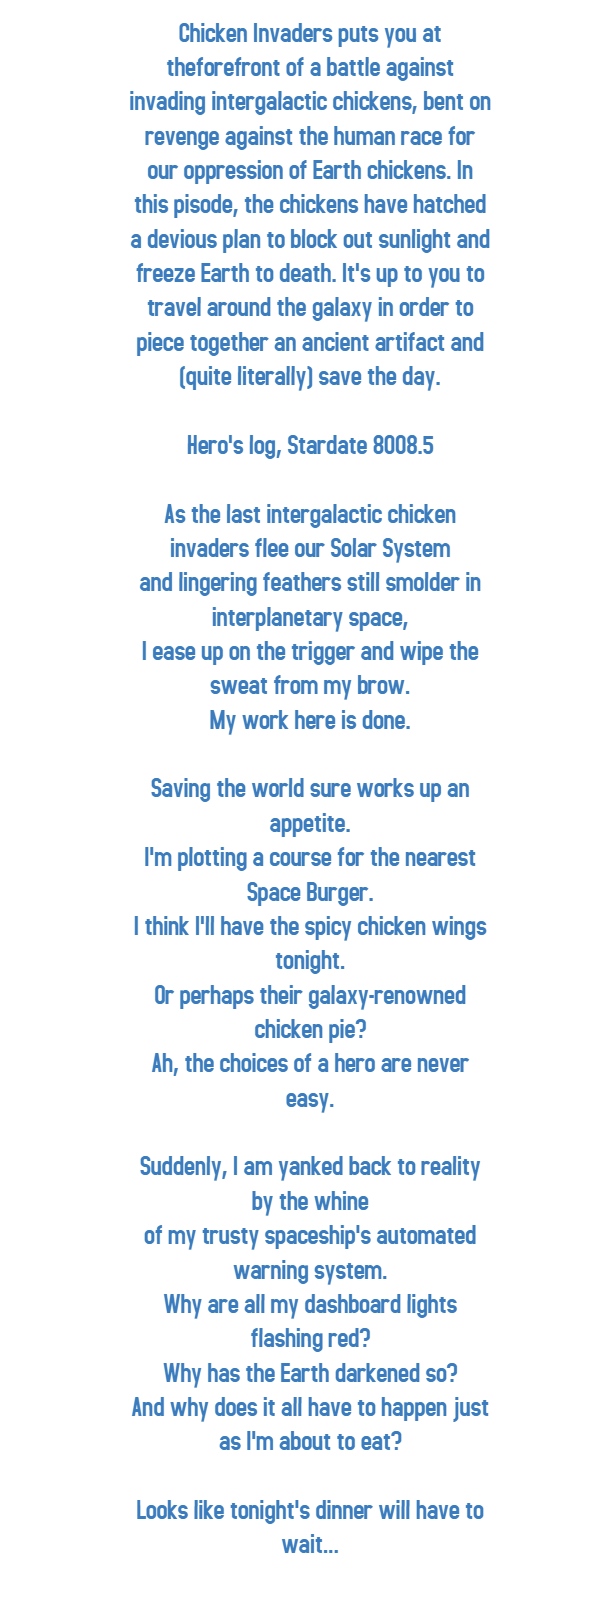 Chicken Invaders puts you at
theforefront of a battle against
invading intergalactic chickens, bent on
revenge against the human race for
our oppression of Earth chickens. In
this pisode, the chickens have hatched
a devious plan to block out sunlight and
freeze Earth to death. It's up to you to
travel around the galaxy in order to
piece together an ancient artifact and
(quite literally) save the day.
Hero's log, Stardate 8008.5
As the last intergalactic chicken
invaders flee our Solar System
and lingering feathers still smolder in
interplanetary space,
I ease up on the trigger and wipe the
sweat from my brow.
My work here is done.
Saving the world sure works up an
appetite.
I'm plotting a course for the nearest
Space Burger.
I think I'll have the spicy chicken wings
tonight.
Or perhaps their galaxy-renowned
chicken pie?
Ah, the choices of a hero are never
easy.
Suddenly, I am yanked back to reality
by the whine
of my trusty spaceship's automated
warning system.
Why are all my dashboard lights
flashing red?
Why has the Earth darkened so?
And why does it all have to happen just
as I'm about to eat?
Looks like tonight's dinner will have to
wait...